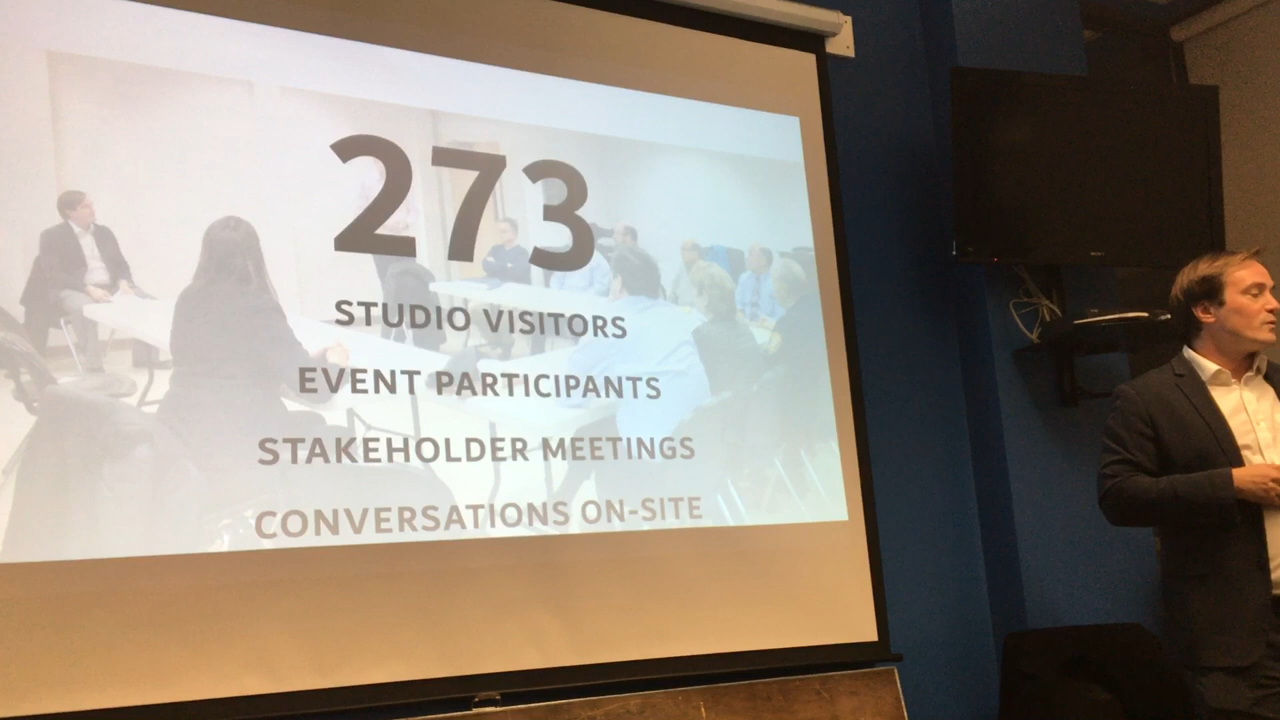 273
STUDIO VISITORS
EVENT PARTICIPANTS
STAKEHOLDER MEETINGS
CONVERSATIONS ON-SITE